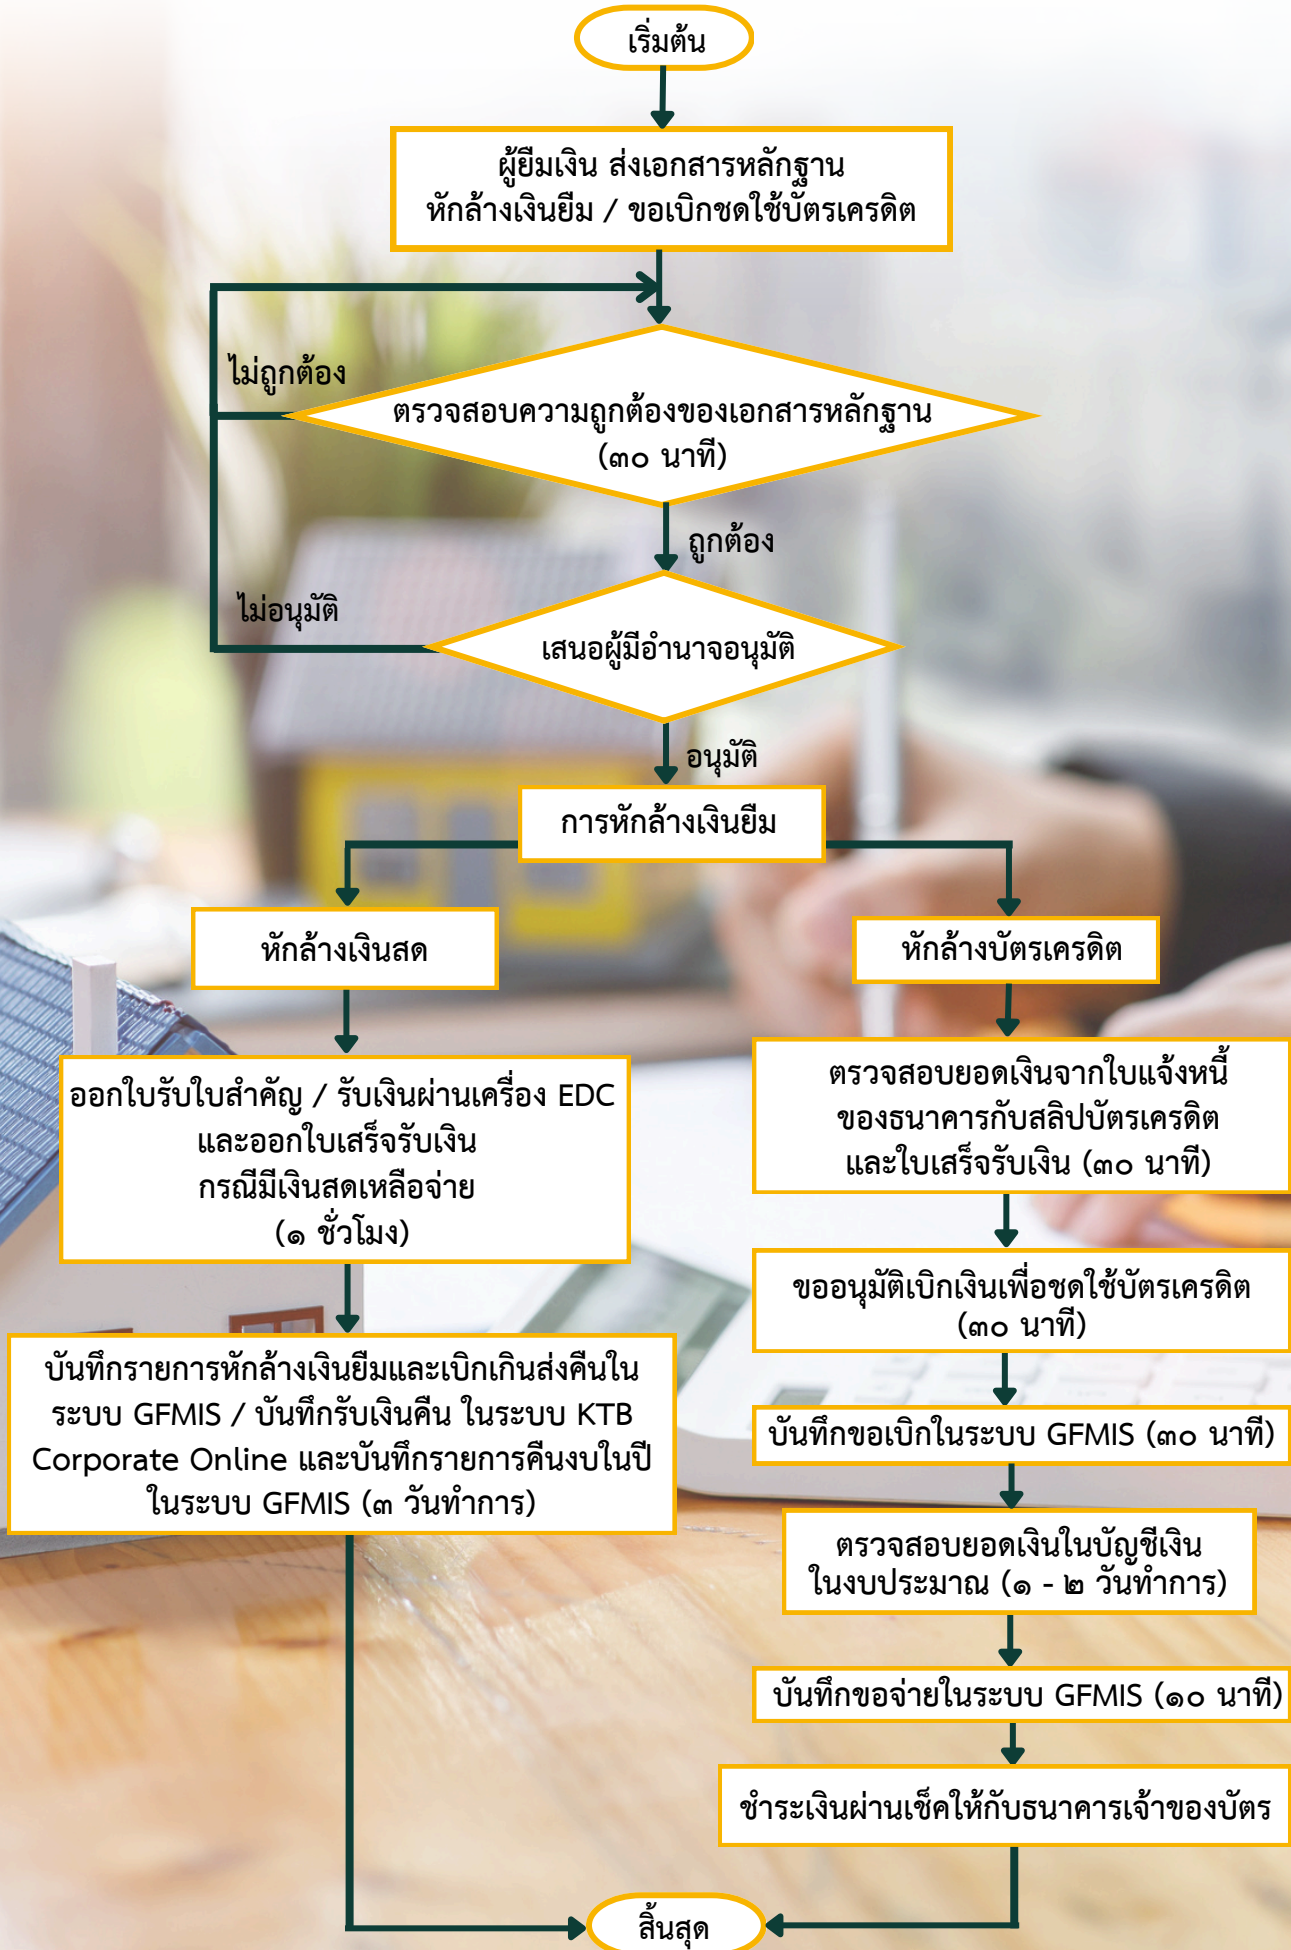 เริ่มต้น
ผู้ยืมเงิน ส่งเอกสารหลักฐาน
หักล้างเงินยืม / ขอเบิกชดใช้บัตรเครดิต
ไม่ถูกต้อง
ตรวจสอบความถูกต้องของเอกสารหลักฐาน
(๓๐ นาที)
ถูกต้อง
ไม่อนุมัติ
เสนอผู้มีอำนาจอนุมัติ
อนุมัติ
การหักล้างเงินยืม
หักล้างเงินสด
ออกใบรับใบสำคัญ / รับเงินผ่านเครื่อง EDC
และออกใบเสร็จรับเงิน
กรณีมีเงินสดเหลือจ่าย
(๑ ชั่วโมง)
บันทึกรายการหักล้างเงินยืมและเบิกเกินส่งคืนใน
ระบบ GFMIS / บันทึกรับเงินคืน ในระบบ KTB
Corporate Online และบันทึกรายการคืนงบในปี
ในระบบ GFMIS (๓ วันทำการ)
หักล้างบัตรเครดิต
ตรวจสอบยอดเงินจากใบแจ้งหนี้
ของธนาคารกับสลิปบัตรเครดิต
และใบเสร็จรับเงิน (๓๐ นาที)
ขออนุมัติเบิกเงินเพื่อชดใช้บัตรเครดิต
(๓๐ นาที)
บันทึกขอเบิกในระบบ GFMIS (๓๐ นาที)
ตรวจสอบยอดเงินในบัญชีเงิน
ในงบประมาณ (๑ - ๒ วันทำการ)
บันทึกขอจ่ายในระบบ GFMIS (๑๐ นาที)
ชำระเงินผ่านเช็คให้กับธนาคารเจ้าของบัตร
สิ้นสุด